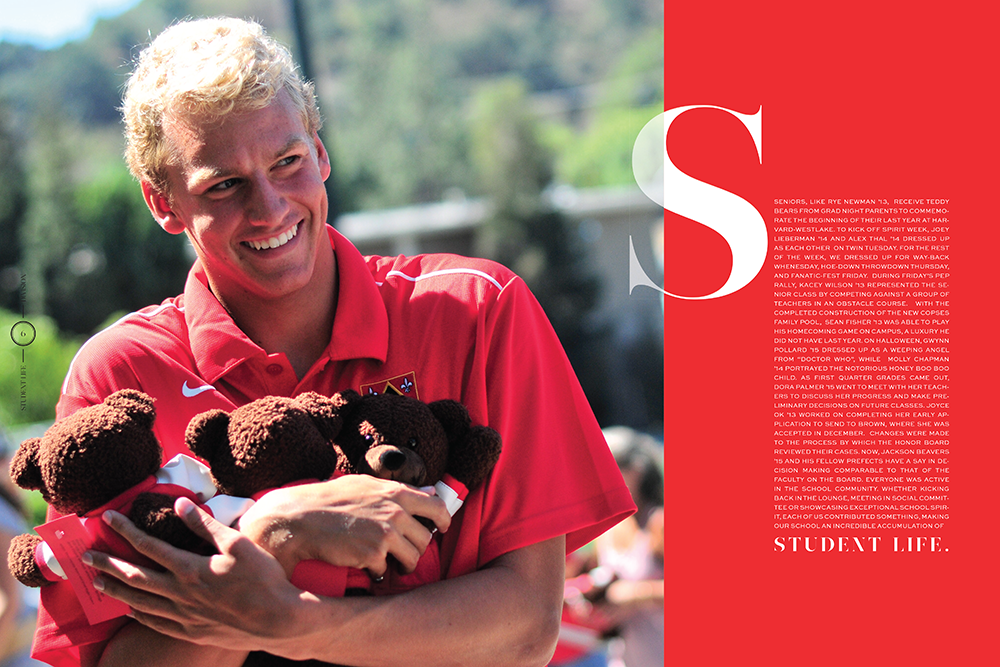 S
SENIORS, LIKE RYE NEWMAN '13, RECEIVE TEDDY
BEARS FROM GRAD NIGHT PARENTS TO COMMEMO-
RATE THE BEGINNING OF THEIR LAST YEAR AT HAR-
VARD-WESTLAKE. TO KICK OFF SPIRIT WEEK, JOEY
LIEBERMAN '14 AND ALEX THAL '14 DRESSED UP
AS EACH OTHER ON TWIN TUESDAY. FOR THE REST
OF THE WEEK, WE DRESSED UP FOR WAY-BACK
WHENESDAY, HOE-DOWN THROWDOWN THURSDAY,
AND FANATIC-FEST FRIDAY. DURING FRIDAY'S PEP
RALLY, KACEY WILSON '13 REPRESENTED THE SE-
NIOR CLASS BY COMPETING AGAINST A GROUP OF
TEACHERS IN AN OBSTACLE COURSE. WITH THE
COMPLETED CONSTRUCTION OF THE NEW COPSES
FAMILY POOL, SEAN FISHER '13 WAS ABLE TO PLAY
HIS HOMECOMING GAME ON CAMPUS, A LUXURY HE
DID NOT HAVE LAST YEAR. ON HALLOWEEN, GWYNN
POLLARD '15 DRESSED UP AS A WEEPING ANGEL
FROM "DOCTOR WHO", WHILE MOLLY CHAPMAN
'14 PORTRAYED THE NOTORIOUS HONEY BOO BOO
CHILD. AS FIRST QUARTER GRADES CAME OUT,
DORA PALMER '15 WENT TO MEET WITH HER TEACH-
ERS TO DISCUSS HER PROGRESS AND MAKE PRE-
LIMINARY DECISIONS ON FUTURE CLASSES. JOYCE
OK '13 WORKED ON COMPLETING HER EARLY AP-
PLICATION TO SEND TO BROWN, WHERE SHE WAS
ACCEPTED IN DECEMBER. CHANGES WERE MADE
TO THE PROCESS BY WHICH THE HONOR BOARD
REVIEWED THEIR CASES. NOW, JACKSON BEAVERS
'15 AND HIS FELLOW PREFECTS HAVE A SAY IN DE-
CISION MAKING COMPARABLE TO THAT OF THE
FACULTY ON THE BOARD. EVERYONE WAS ACTIVE
IN THE SCHOOL COMMUNITY. WHETHER KICKING
BACK IN THE LOUNGE, MEETING IN SOCIAL COMMIT-
TEE OR SHOWCASING EXCEPTIONAL SCHOOL SPIR-
IT, EACH OF US CONTRIBUTED SOMETHING, MAKING
OUR SCHOOL AN INCREDIBLE ACCUMULATION OF
STUDENT LIFE.
6
STUDENT LIFE